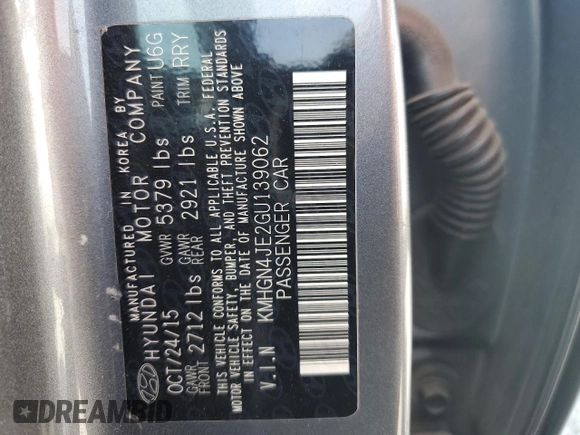 MANUFACTURED IN KOREA BY
HYUNDAI MOTOR COMPANY
OCT/24/15 GVWR 5379 lbs PAINT U6G
GAWR FRONT 2712 lbs GAWR REAR 2921 lbs TRIM RRY
THIS VEHICLE CONFORMS TO ALL APPLICABLE U.S.A. FEDERAL
MOTOR VEHICLE SAFETY, BUMPER, AND THEFT PREVENTION STANDARDS
IN EFFECT ON THE DATE OF MANUFACTURE SHOWN ABOVE
V.I.N KMHGN4JE2GU139062
PASSENGER CAR
DREAMBID